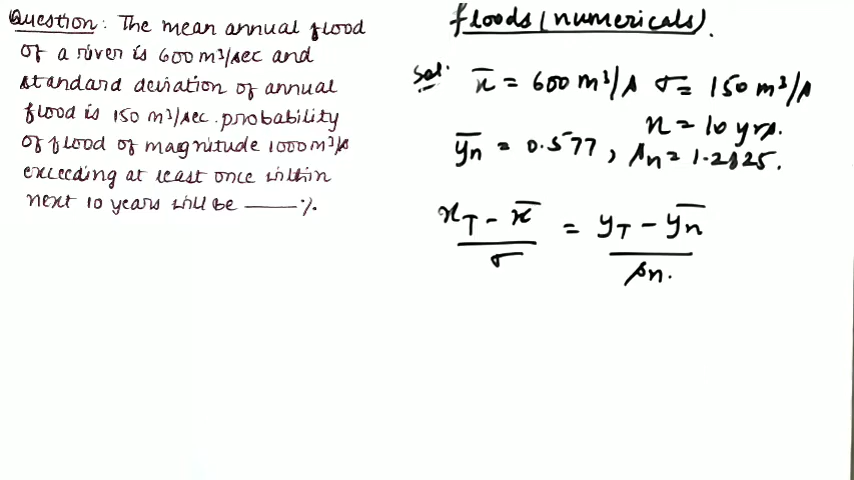 Question: The mean annual flood
of a river is 600 m³/sec and
standard deviation of annual
flood is 150 m³/sec. probability
of flood of magnitude 1000 m³/s
exceeding at least once within
next 10 years will be ____ %.
floods (numericals).
Sol. x̄ = 600 m³/s σ = 150 m³/s
n = 10 yrs.
ȳn = 0.577, sn = 1.2825.
(xT - x̄)/σ = (yT - ȳn)/sn.